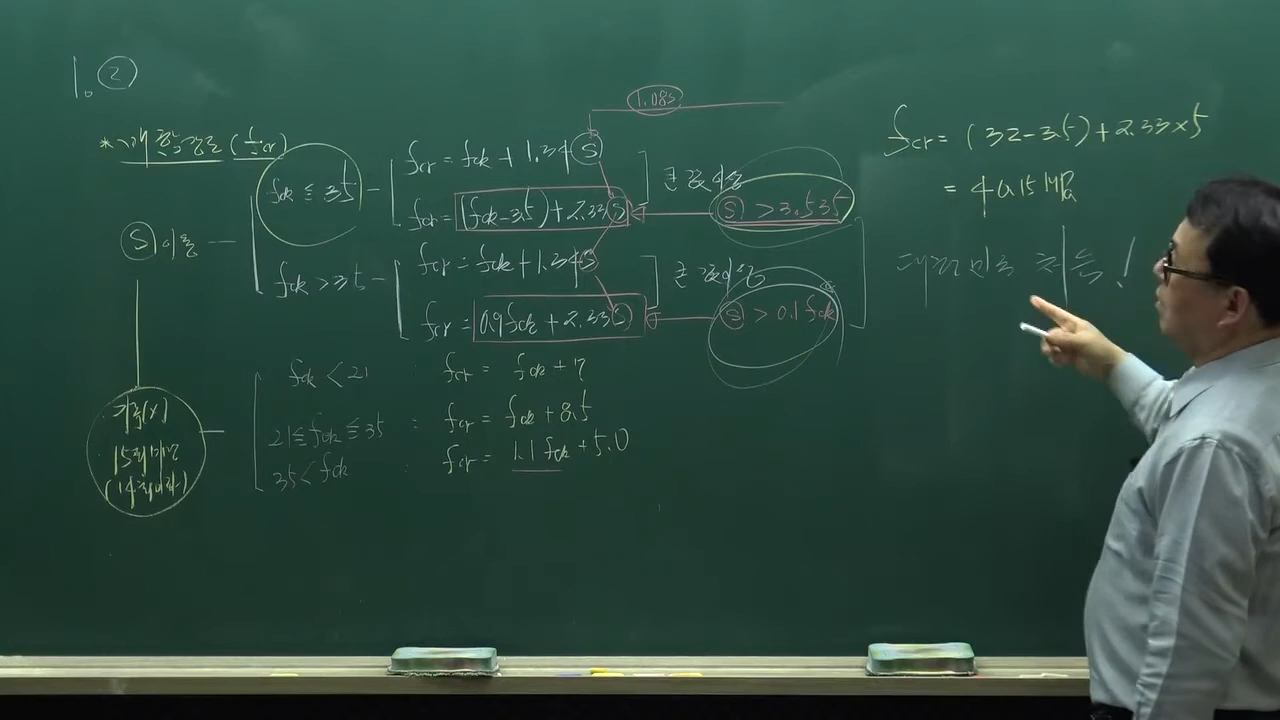 1. ②
1.08S
* 배합강도 (fcr)
fck ≦ 35
fcr = fck + 1.34 S
fcr = (fck-3.5) + 2.33 S
큰 값 이용
S > 3.535
S 이용
fck > 35
fcr = fck + 1.34 S
fcr = 0.9 fck + 2.33 S
큰 값 이용
S > 0.1 fck
기록(X)
15회 미만
(14회 이하)
fck < 21 fcr = fck + 7
21 ≦ fck ≦ 35 : fcr = fck + 8.5
35 < fck : fcr = 1.1 fck + 5.0
fcr = (32-3.5) + 2.33 × 5
= 40.15 MPa
!